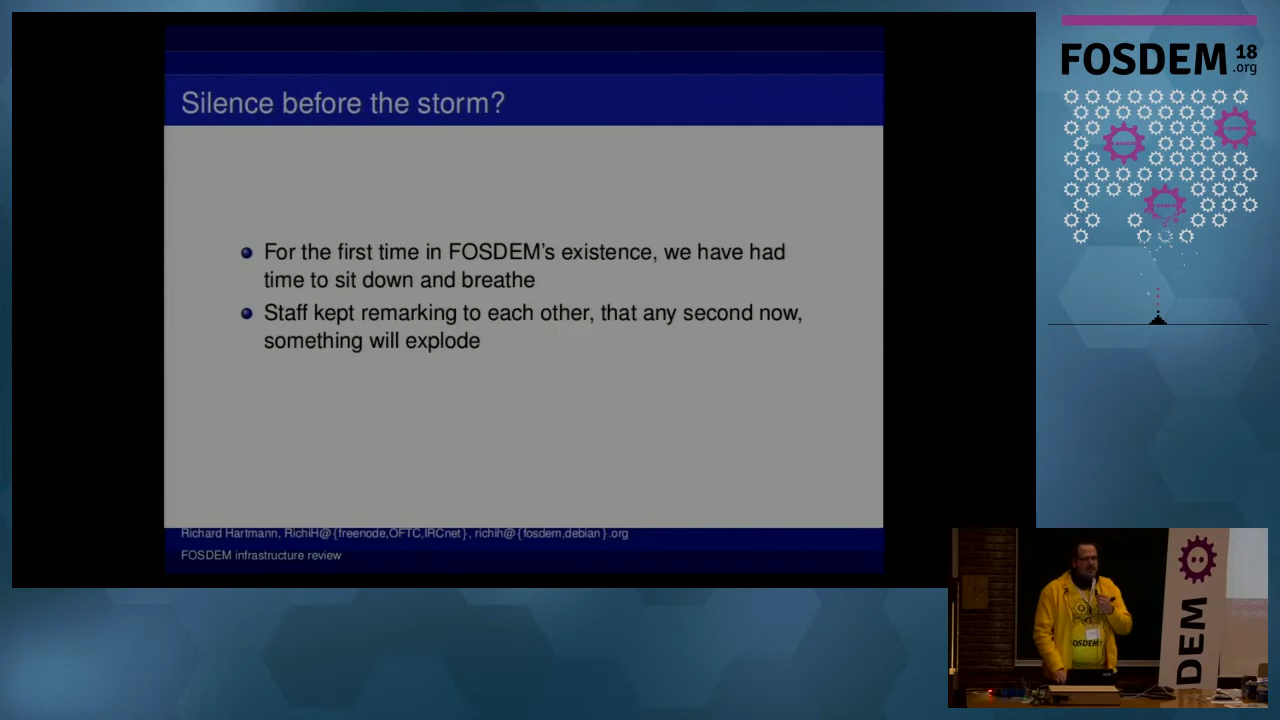 Silence before the storm?
For the first time in FOSDEM's existence, we have had
time to sit down and breathe
Staff kept remarking to each other, that any second now,
something will explode
Richard Hartmann, RichiH@{freenode,OFTC,IRCnet}, richih@{fosdem,debian}.org
FOSDEM infrastructure review
FOSDEM 18
.org
FOSDEM
DEM